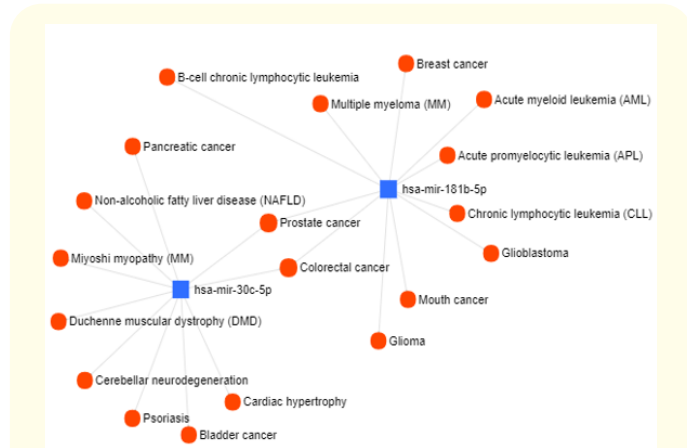 Breast cancer
B-cell chronic lymphocytic leukemia
Multiple myeloma (MM)
Acute myeloid leukemia (AML)
Pancreatic cancer
Acute promyelocytic leukemia (APL)
hsa-mir-181b-5p
Non-alcoholic fatty liver disease (NAFLD)
Chronic lymphocytic leukemia (CLL)
Prostate cancer
Glioblastoma
Miyoshi myopathy (MM)
Colorectal cancer
hsa-mir-30c-5p
Mouth cancer
Duchenne muscular dystrophy (DMD)
Glioma
Cerebellar neurodegeneration
Cardiac hypertrophy
Psoriasis
Bladder cancer